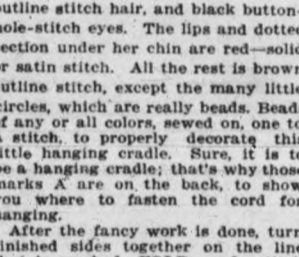 outline stitch hair, and black button-
hole-stitch eyes. The lips and dotted
section under her chin are red—solid
or satin stitch. All the rest is brown
outline stitch, except the many little
circles, which are really beads. Beads
of any or all colors, sewed on, one to
a stitch, to properly decorate this
little hanging cradle. Sure, it is to
be a hanging cradle; that's why those
marks A are on the back, to show
you where to fasten the cord for
hanging.
After the fancy work is done, turn
finished sides together on the line